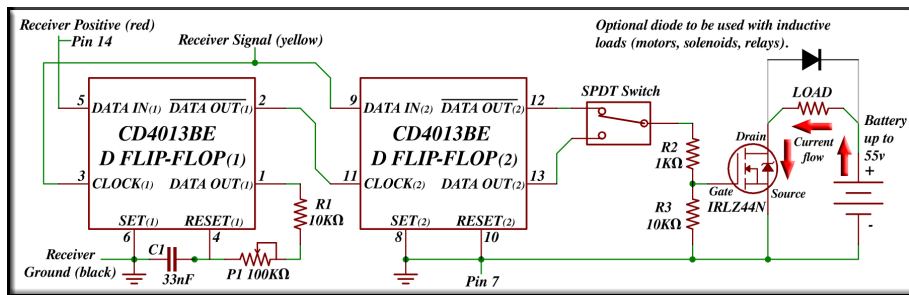 Receiver Positive (red)
Pin 14
Receiver Signal (yellow)
Optional diode to be used with inductive
loads (motors, solenoids, relays).
5 DATA IN(1) DATA OUT(1) 2
CD4013BE
D FLIP-FLOP(1)
3 CLOCK(1) DATA OUT(1) 1
SET(1) RESET(1)
6 4
R1
10KΩ
Receiver
Ground (black)
C1
33nF
P1 100KΩ
9 DATA IN(2) DATA OUT(2) 12
CD4013BE
D FLIP-FLOP(2)
11 CLOCK(2) DATA OUT(2) 13
SET(2) RESET(2)
8 10
Pin 7
SPDT Switch
R2
1KΩ
R3
10KΩ
Drain
Gate
Source
IRLZ44N
LOAD
Current
flow
Battery
up to
55v
+
-